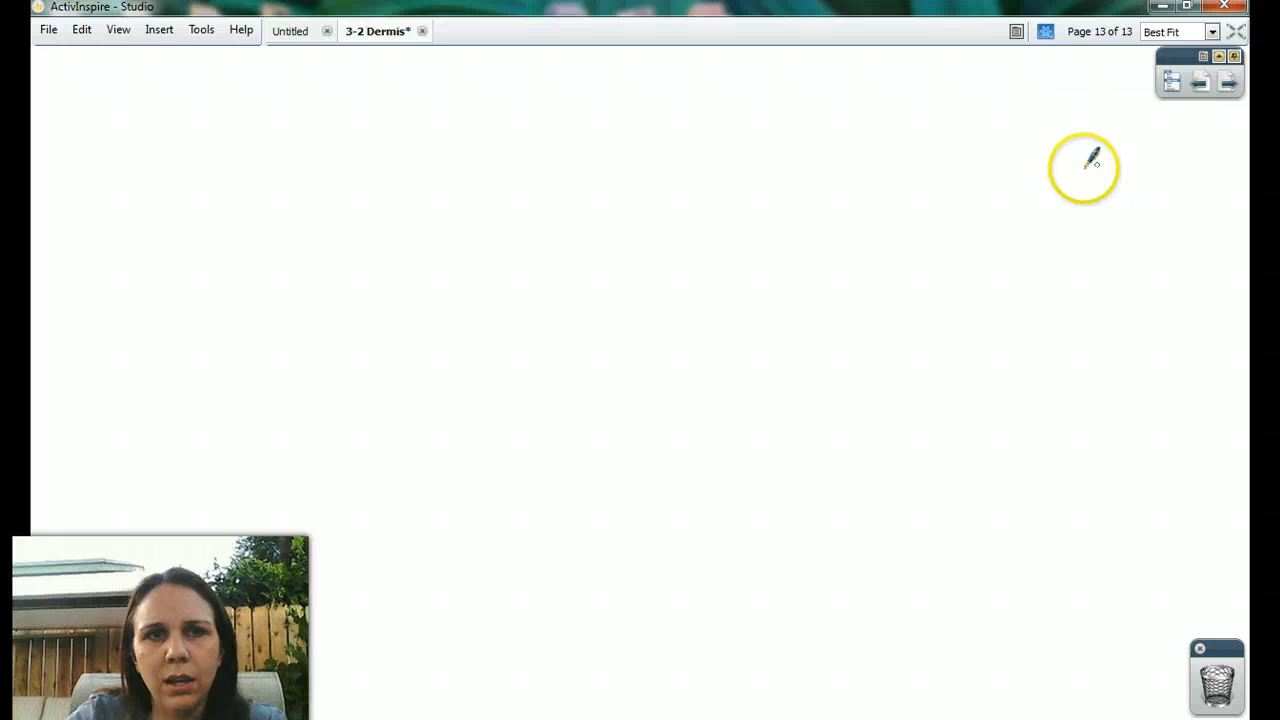 ActivInspire - Studio
File Edit View Insert Tools Help Untitled 3-2 Dermis* Page 13 of 13 Best Fit